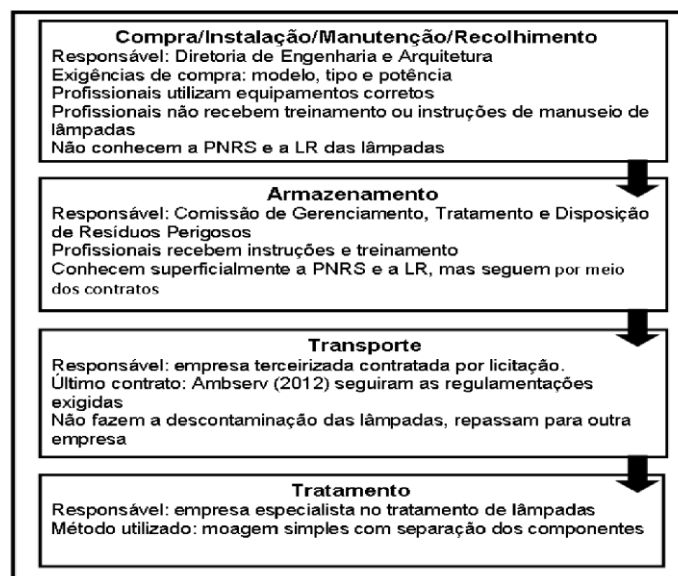 Compra/Instalação/Manutenção/Recolhimento
Responsável: Diretoria de Engenharia e Arquitetura
Exigências de compra: modelo, tipo e potência
Profissionais utilizam equipamentos corretos
Profissionais não recebem treinamento ou instruções de manuseio de
lâmpadas
Não conhecem a PNRS e a LR das lâmpadas
Armazenamento
Responsável: Comissão de Gerenciamento, Tratamento e Disposição
de Resíduos Perigosos
Profissionais recebem instruções e treinamento
Conhecem superficialmente a PNRS e a LR, mas seguem por meio
dos contratos
Transporte
Responsável: empresa terceirizada contratada por licitação.
Último contrato: Ambserv (2012) seguiram as regulamentações
exigidas
Não fazem a descontaminação das lâmpadas, repassam para outra
empresa
Tratamento
Responsável: empresa especialista no tratamento de lâmpadas
Método utilizado: moagem simples com separação dos componentes